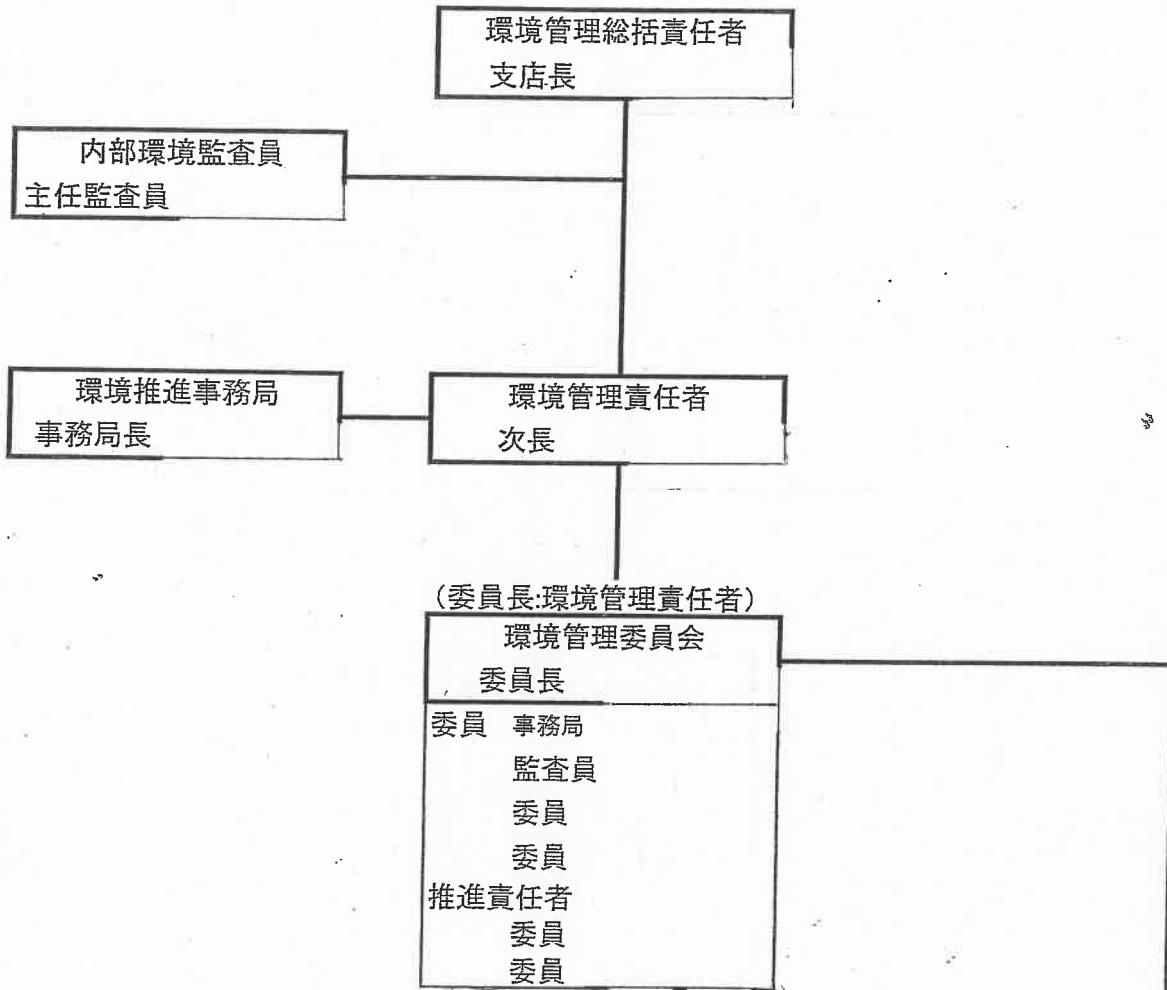 環境管理総括責任者
支店長
内部環境監査員
主任監査員
環境推進事務局
事務局長
環境管理責任者
次長
(委員長:環境管理責任者)
環境管理委員会
委員長
委員 事務局
監査員
委員
委員
推進責任者
委員
委員